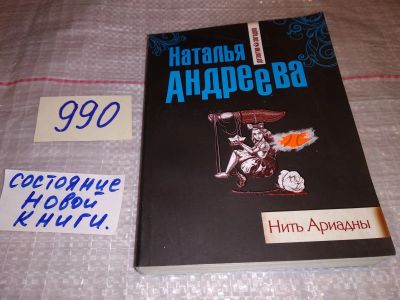 Наталья
Андреева
Нить Ариадны
990
СОСТОЯНИЕ
НОВОЙ
КНИГИ.